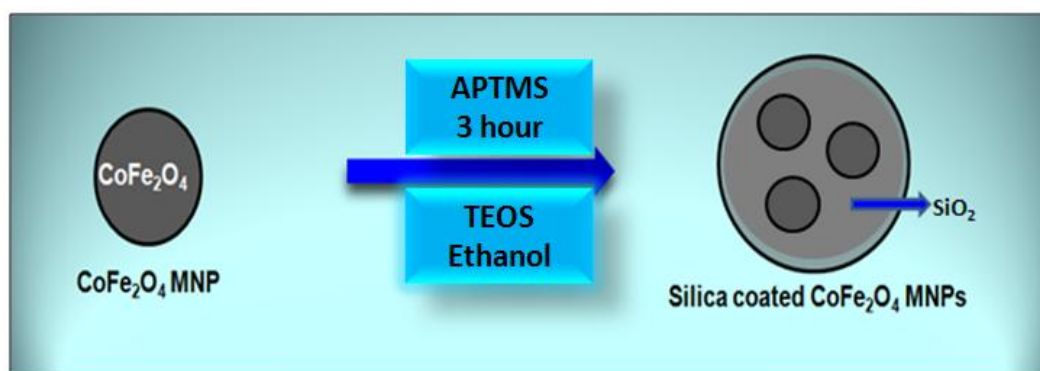 APTMS
3 hour
CoFe₂O₄
TEOS
Ethanol
SiO₂
CoFe₂O₄ MNP
Silica coated CoFe₂O₄ MNPs